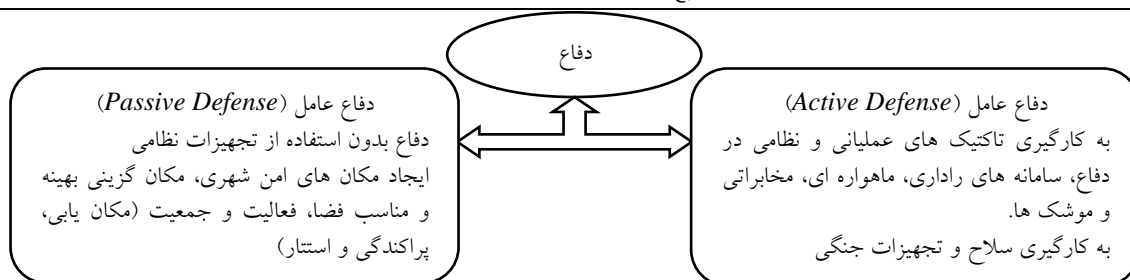 دفاع
دفاع عامل (Active Defense)
به کارگیری تاکتیک های عملیانی و نظامی در
دفاع، سامانه های راداری، ماهواره ای، مخابراتی
و موشک ها.
به کارگیری سلاح و تجهیزات جنگی
دفاع عامل (Passive Defense)
دفاع بدون استفاده از تجهیزات نظامی
ایجاد مکان های امن شهری، مکان گزینی بهینه
و مناسب فضا، فعالیت و جمعیت (مکان یابی،
پراکندگی و استتار)